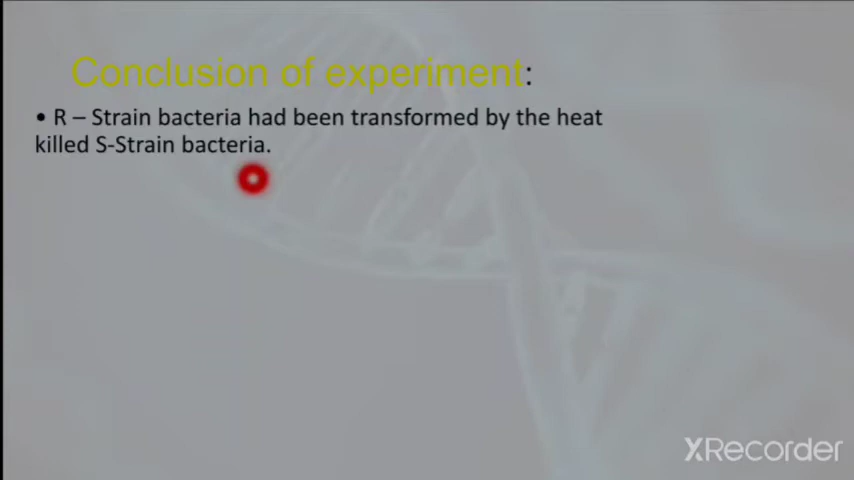 Conclusion of experiment:
• R – Strain bacteria had been transformed by the heat
killed S-Strain bacteria.
XRecorder